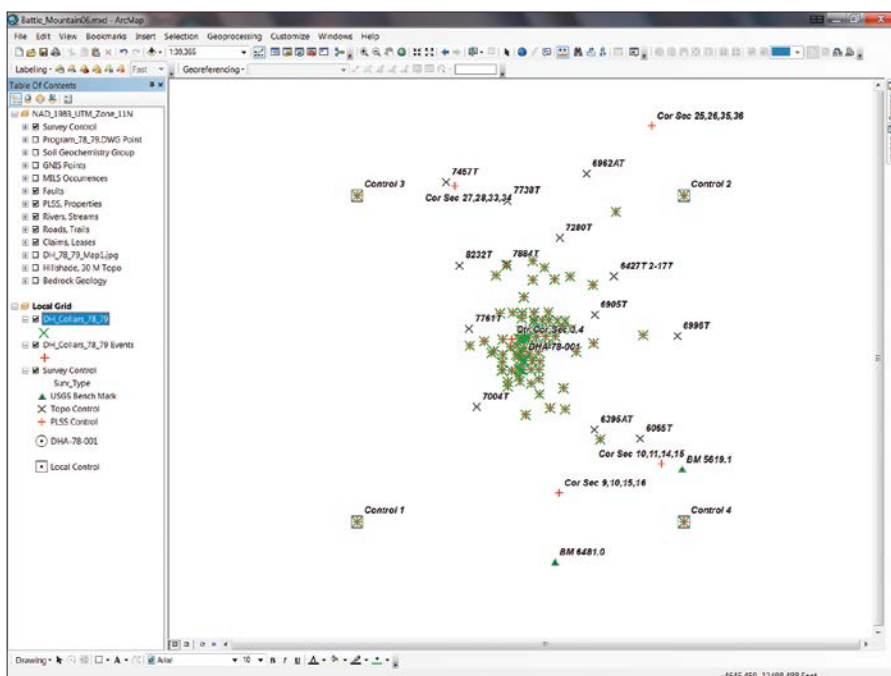 Battle_Mountain06.mxd - ArcMap
File Edit View Bookmarks Insert Selection Geoprocessing Customize Windows Help
1:30,365
Labeling Fast Georeferencing
Table Of Contents
NAD_1983_UTM_Zone_11N
Survey Control
Program_78_79.DWG Point
Soil Geochemistry Group
GNIS Points
MILS Occurrences
Faults
PLSS, Properties
Rivers, Streams
Roads, Trails
Claims, Leases
DH_78_79_Map1.jpg
Hillshade, 30 M Topo
Bedrock Geology
Local Grid
DH_Collars_78_79
DH_Collars_78_79 Events
Survey Control
Surv_Type
USGS Bench Mark
Topo Control
PLSS Control
DHA-78-001
Local Control
Cor Sec 25,26,35,36
7457T
6962AT
Control 3
7738T
Control 2
Cor Sec 27,28,33,34
7280T
8232T
7884T
6427T 2-17T
6905T
7761T
Ctr Cor Sec 3,4
6996T
DHA-78-001
7004T
6395AT
6065T
Cor Sec 10,11,14,15
BM 5619.1
Cor Sec 9,10,15,16
Control 1
Control 4
BM 6481.0
Drawing Arial 10 B I U A